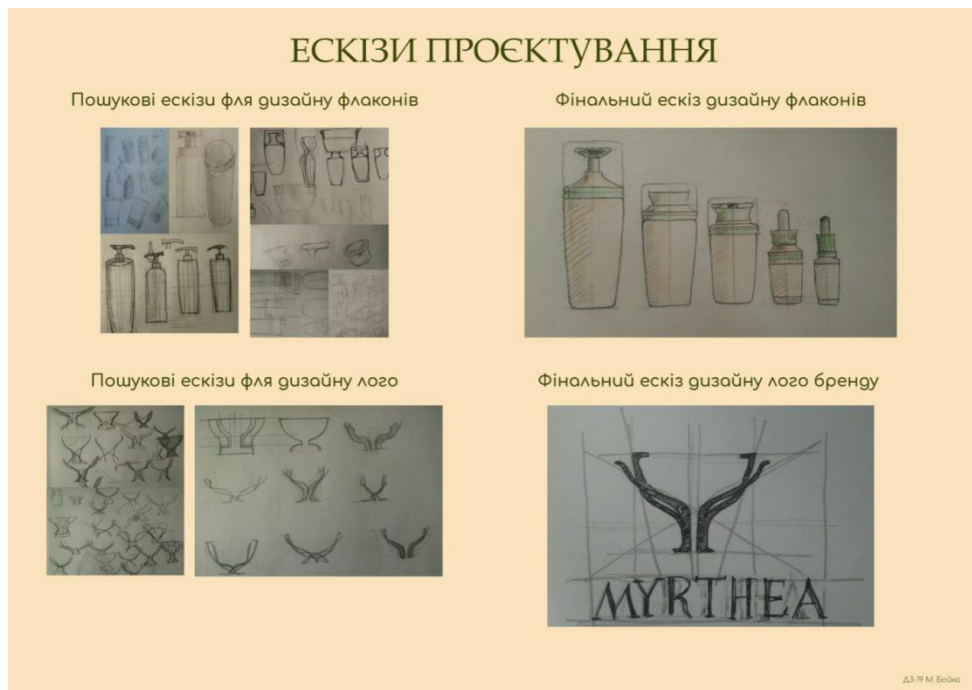 ЕСКІЗИ ПРОЄКТУВАННЯ
Пошукові ескізи фля дизайну флаконів
Фінальний ескіз дизайну флаконів
Пошукові ескізи фля дизайну лого
Фінальний ескіз дизайну лого бренду
MYRTHEA
ДЗ-19 М. Бойко